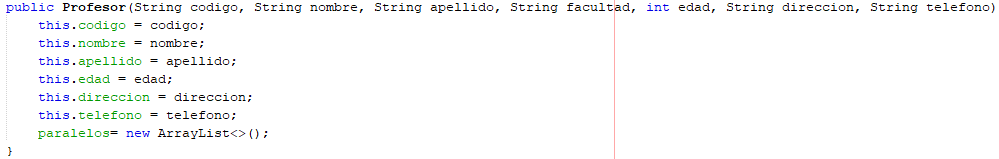 public Profesor(String codigo, String nombre, String apellido, String facultad, int edad, String direccion, String telefono)
this.codigo = codigo;
this.nombre = nombre;
this.apellido = apellido;
this.edad = edad;
this.direccion = direccion;
this.telefono = telefono;
paralelos= new ArrayList<>();
}